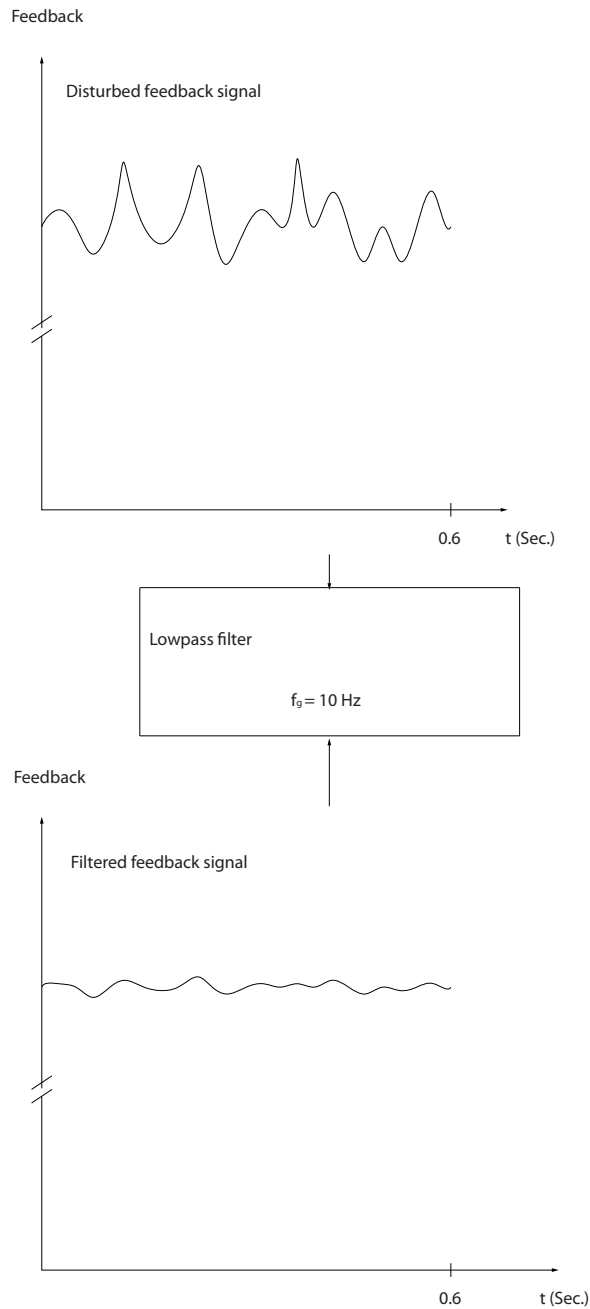 Feedback
Disturbed feedback signal
0.6 t (Sec.)
Lowpass filter
fg = 10 Hz
Feedback
Filtered feedback signal
0.6 t (Sec.)